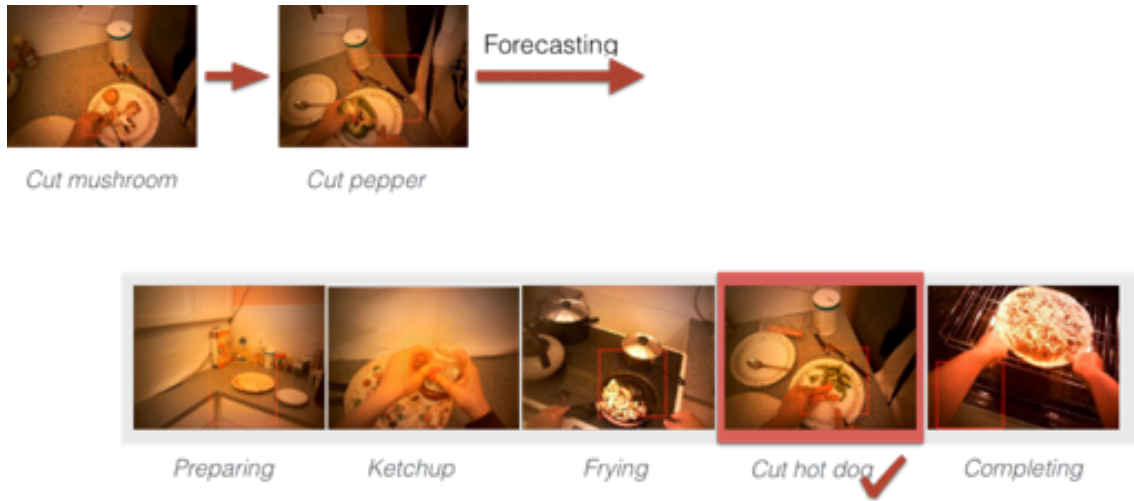 Forecasting
Cut mushroom
Cut pepper
Preparing
Ketchup
Frying
Cut hot dog
Completing